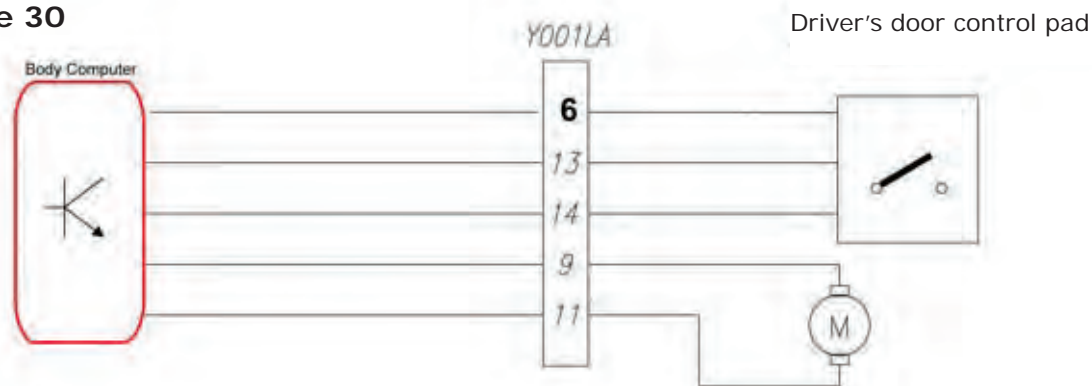 e 30
Driver's door control pad
Y001LA
Body Computer
6
13
14
9
11
M